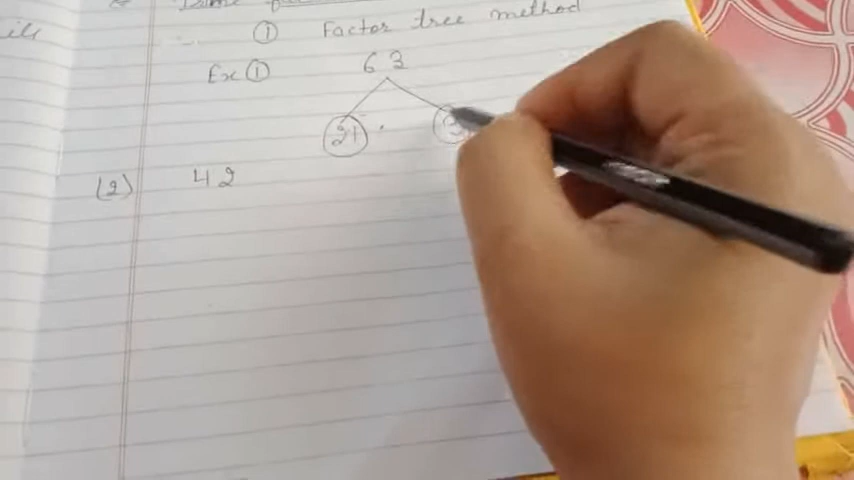 ① Factor tree method
Ex ① 63
21 . 3
(2) 42